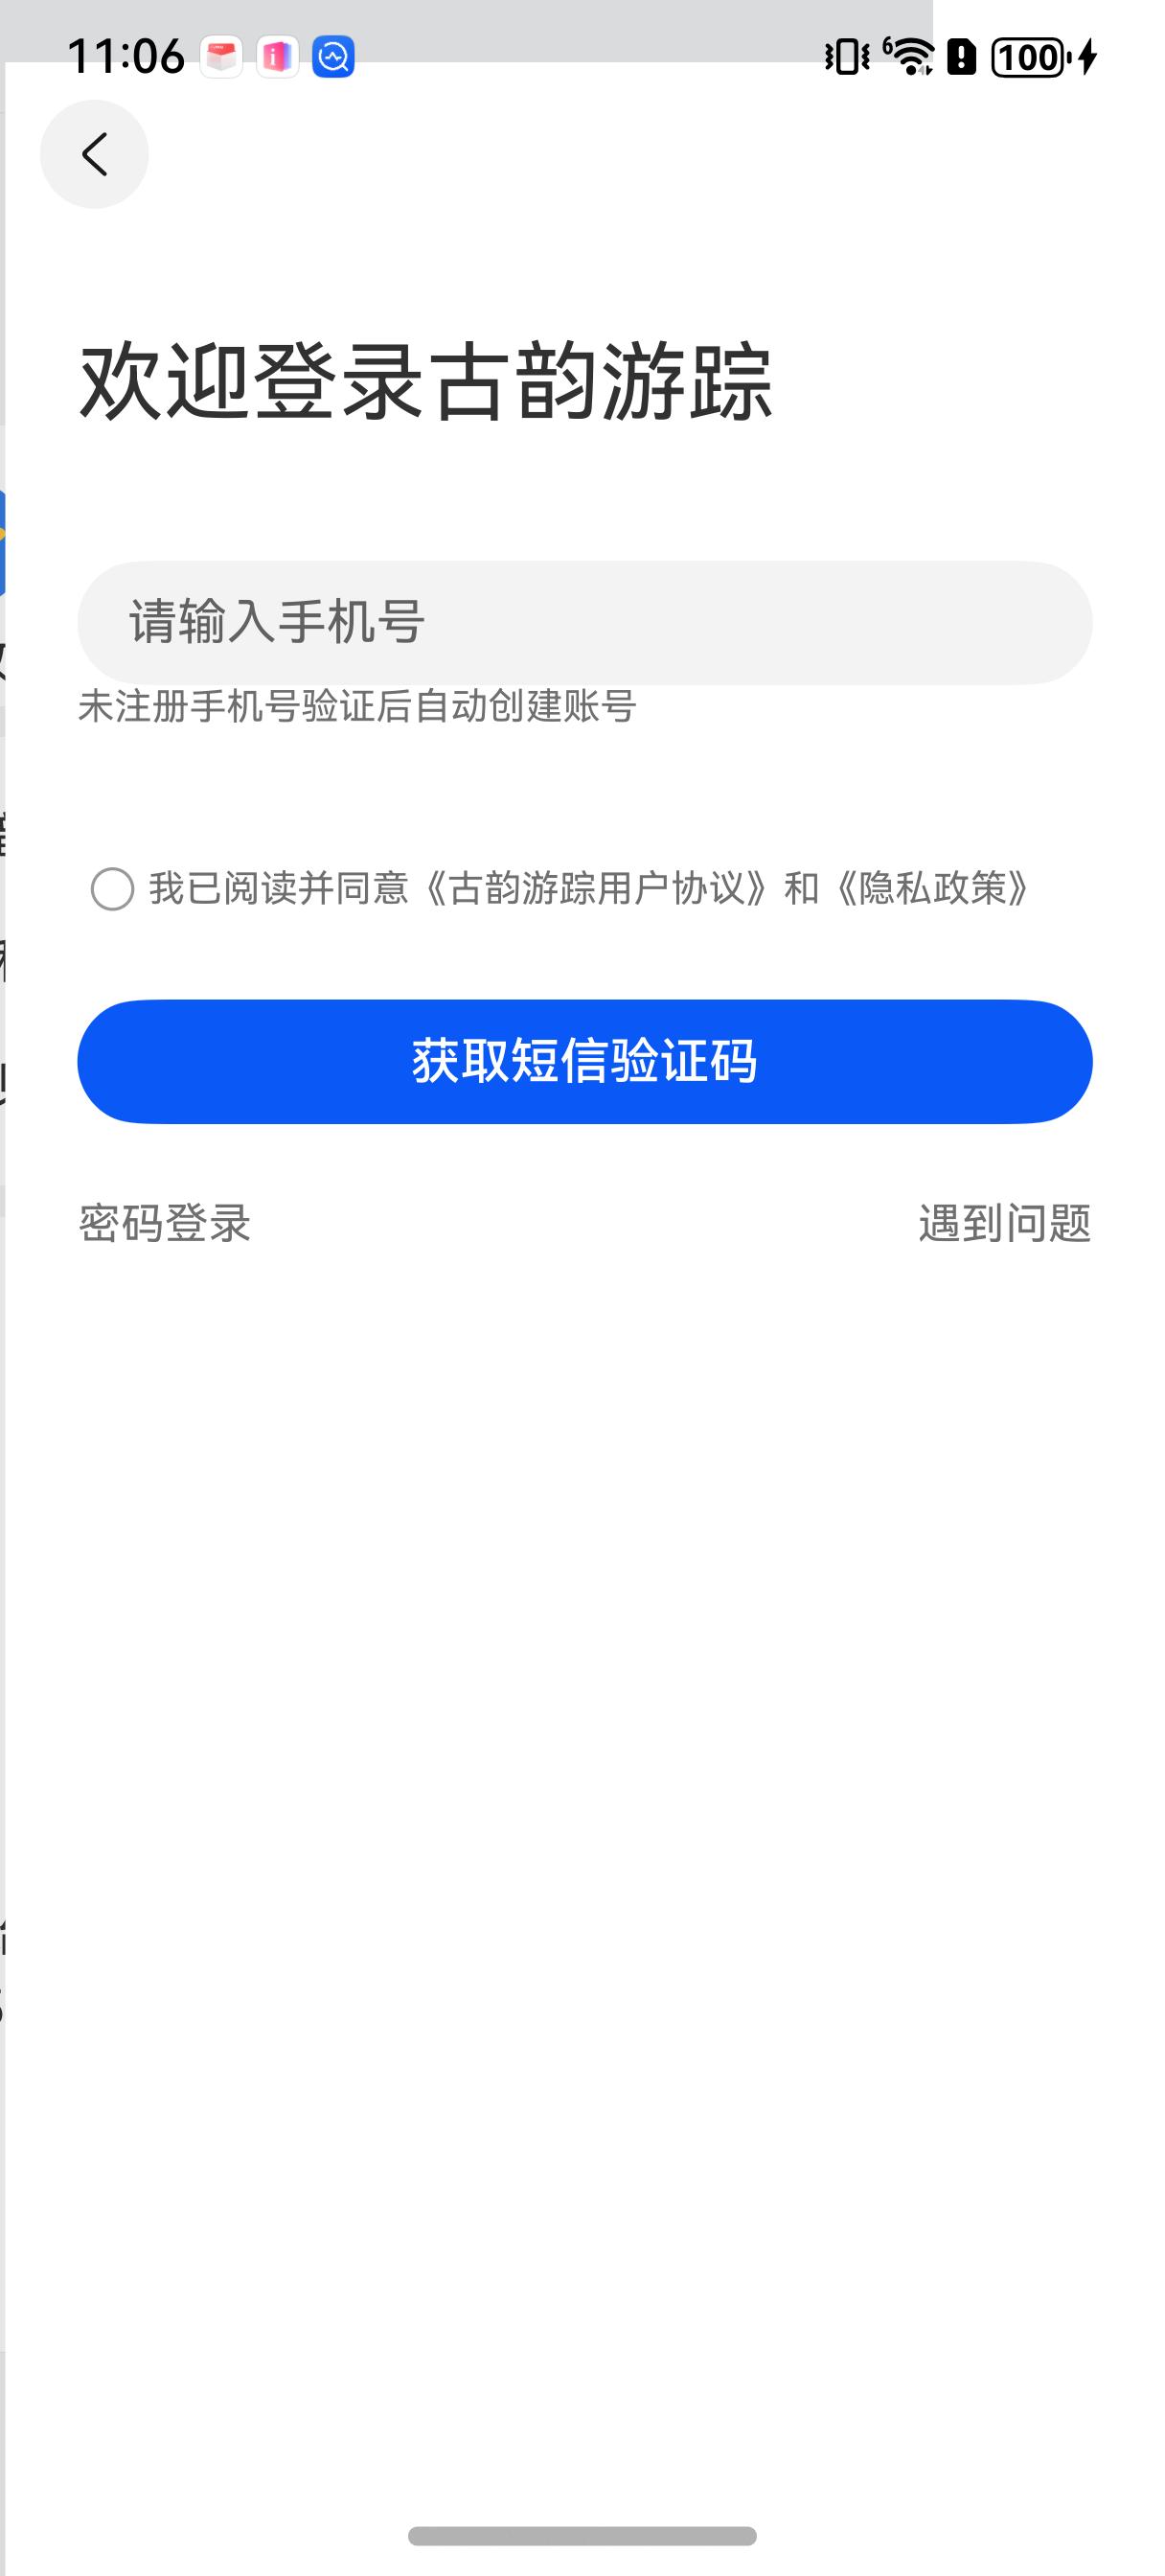 11:06
6
100
欢迎登录古韵游踪
请输入手机号
未注册手机号验证后自动创建账号
我已阅读并同意《古韵游踪用户协议》和《隐私政策》
获取短信验证码
密码登录
遇到问题